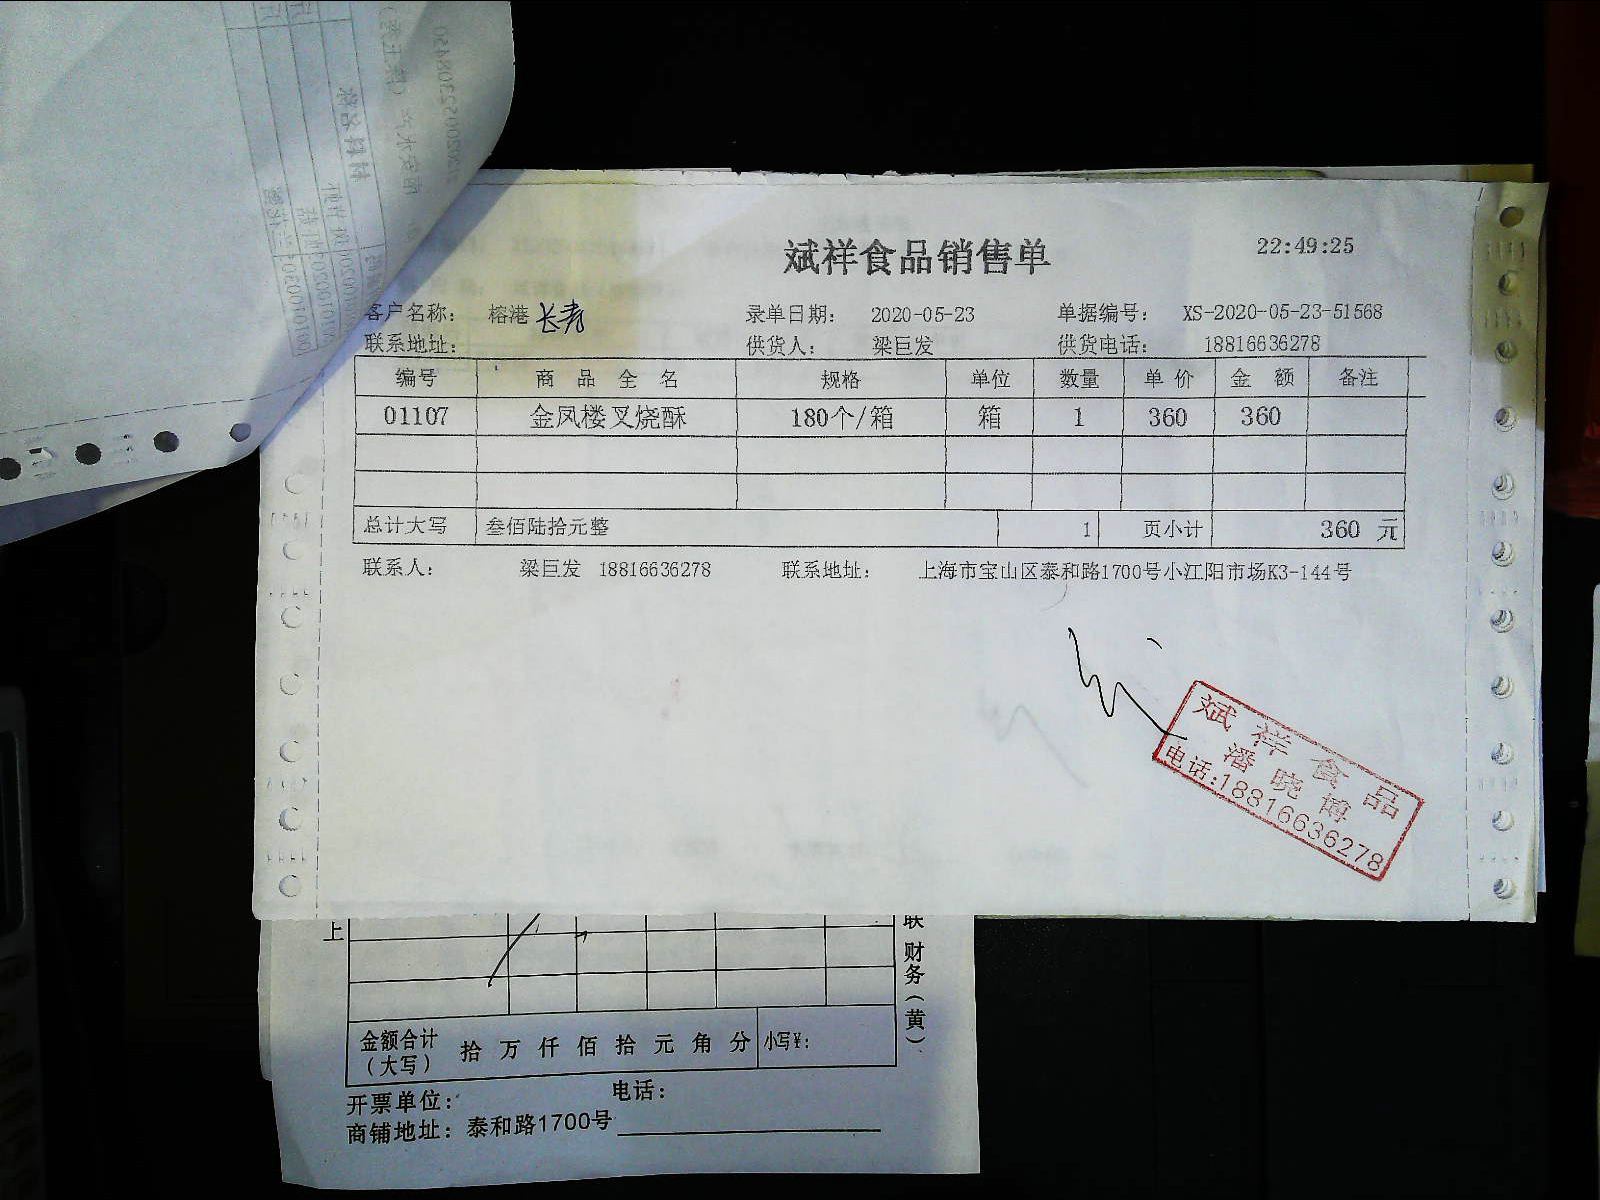 斌祥食品销售单
22:49:25
客户名称： 榕港 录单日期： 2020-05-23 单据编号： XS-2020-05-23-51568
联系地址： 供货人： 梁巨发 供货电话： 18816636278
编号 商品全名 规格 单位 数量 单价 金额 备注
01107 金凤楼叉烧酥 180个/箱 箱 1 360 360
总计大写 叁佰陆拾元整 1 页小计 360 元
联系人： 梁巨发 18816636278 联系地址： 上海市宝山区泰和路1700号小江阳市场K3-144号
斌祥食品
潘晓博
电话:18816636278
上
联财务(黄)
金额合计(大写) 拾万仟佰拾元角分 小写¥:
开票单位： 电话：
商铺地址：泰和路1700号